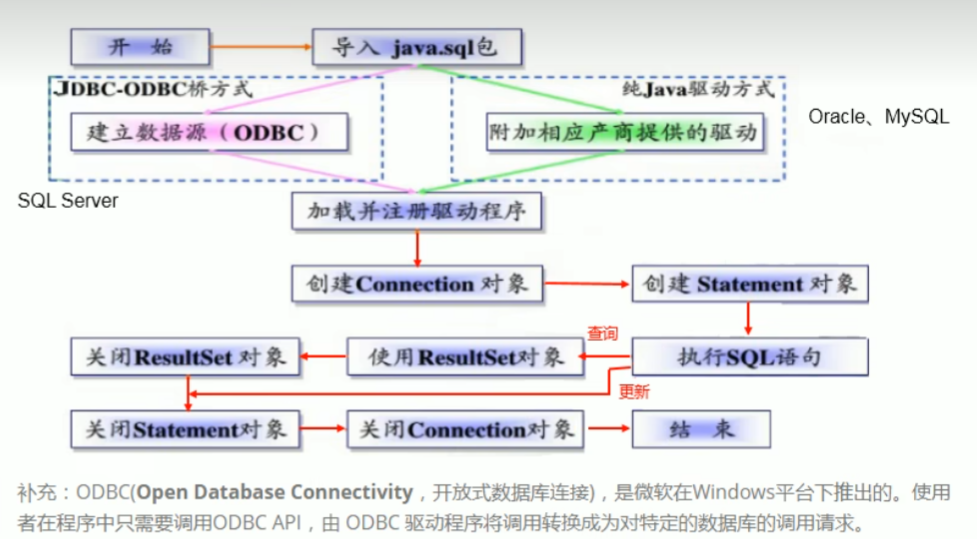 开 始
导入 java.sql包
JDBC-ODBC桥方式
纯Java驱动方式
建立数据源（ODBC）
附加相应产商提供的驱动
Oracle、MySQL
SQL Server
加载并注册驱动程序
创建Connection 对象
创建 Statement 对象
查询
关闭ResultSet 对象
使用ResultSet对象
执行SQL语句
更新
关闭Statement对象
关闭Connection对象
结 束
补充：ODBC(Open Database Connectivity，开放式数据库连接)，是微软在Windows平台下推出的。使用
者在程序中只需要调用ODBC API，由 ODBC 驱动程序将调用转换成为对特定的数据库的调用请求。